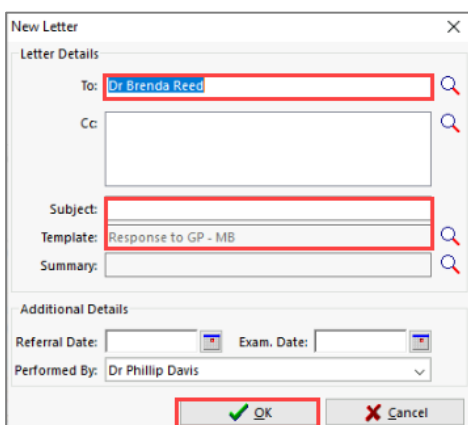 New Letter
Letter Details
To: Dr Brenda Reed
Cc:
Subject:
Template: Response to GP - MB
Summary:
Additional Details
Referral Date: Exam. Date:
Performed By: Dr Phillip Davis
OK Cancel